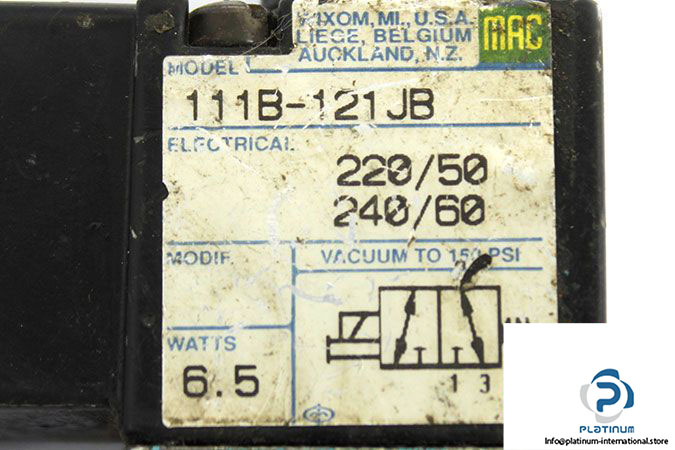 WIXOM, MI., U.S.A.
LIEGE, BELGIUM
AUCKLAND, N.Z.
MAC
MODEL
111B-121JB
ELECTRICAL
220/50
240/60
MODIF.
VACUUM TO 150 PSI
WATTS
6.5
1 3
PLATINUM
info@platinum-international.store